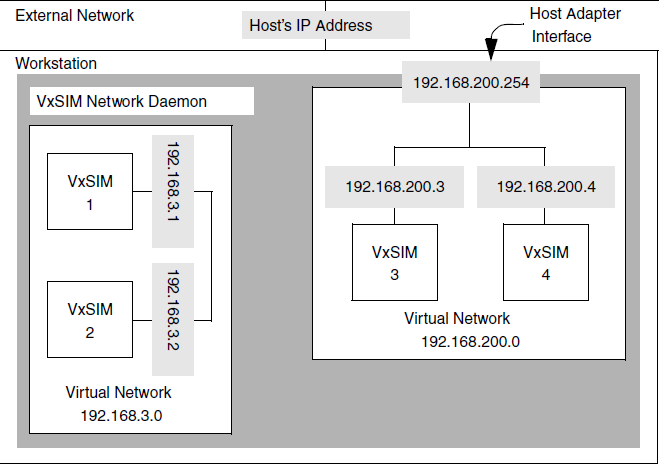 External Network
Host's IP Address
Host Adapter
Interface
Workstation
192.168.200.254
VxSIM Network Daemon
VxSIM
1
192.168.3.1
192.168.200.3
192.168.200.4
VxSIM
3
VxSIM
4
VxSIM
2
192.168.3.2
Virtual Network
192.168.200.0
Virtual Network
192.168.3.0